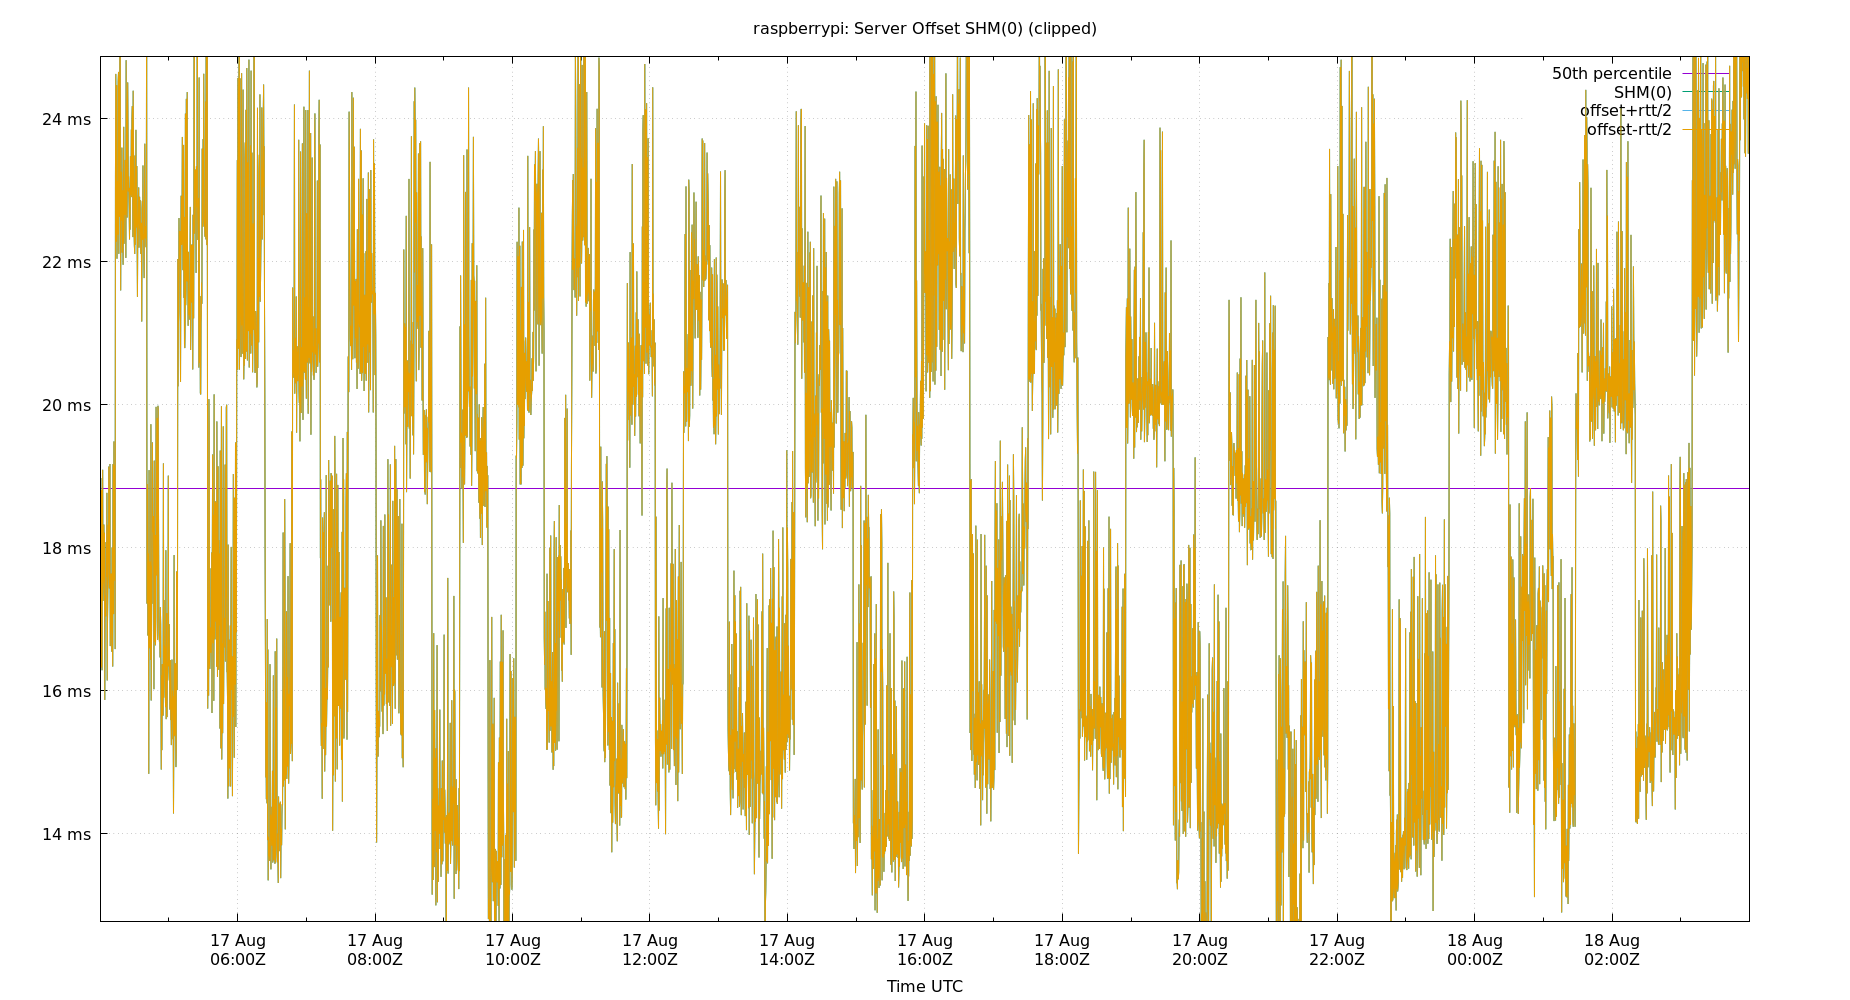 raspberrypi: Server Offset SHM(0) (clipped)
50th percentile
SHM(0)
offset+rtt/2
offset-rtt/2
24 ms
22 ms
20 ms
18 ms
16 ms
14 ms
17 Aug 17 Aug 17 Aug 17 Aug 17 Aug 17 Aug 17 Aug 17 Aug 17 Aug 18 Aug 18 Aug
06:00Z 08:00Z 10:00Z 12:00Z 14:00Z 16:00Z 18:00Z 20:00Z 22:00Z 00:00Z 02:00Z
Time UTC